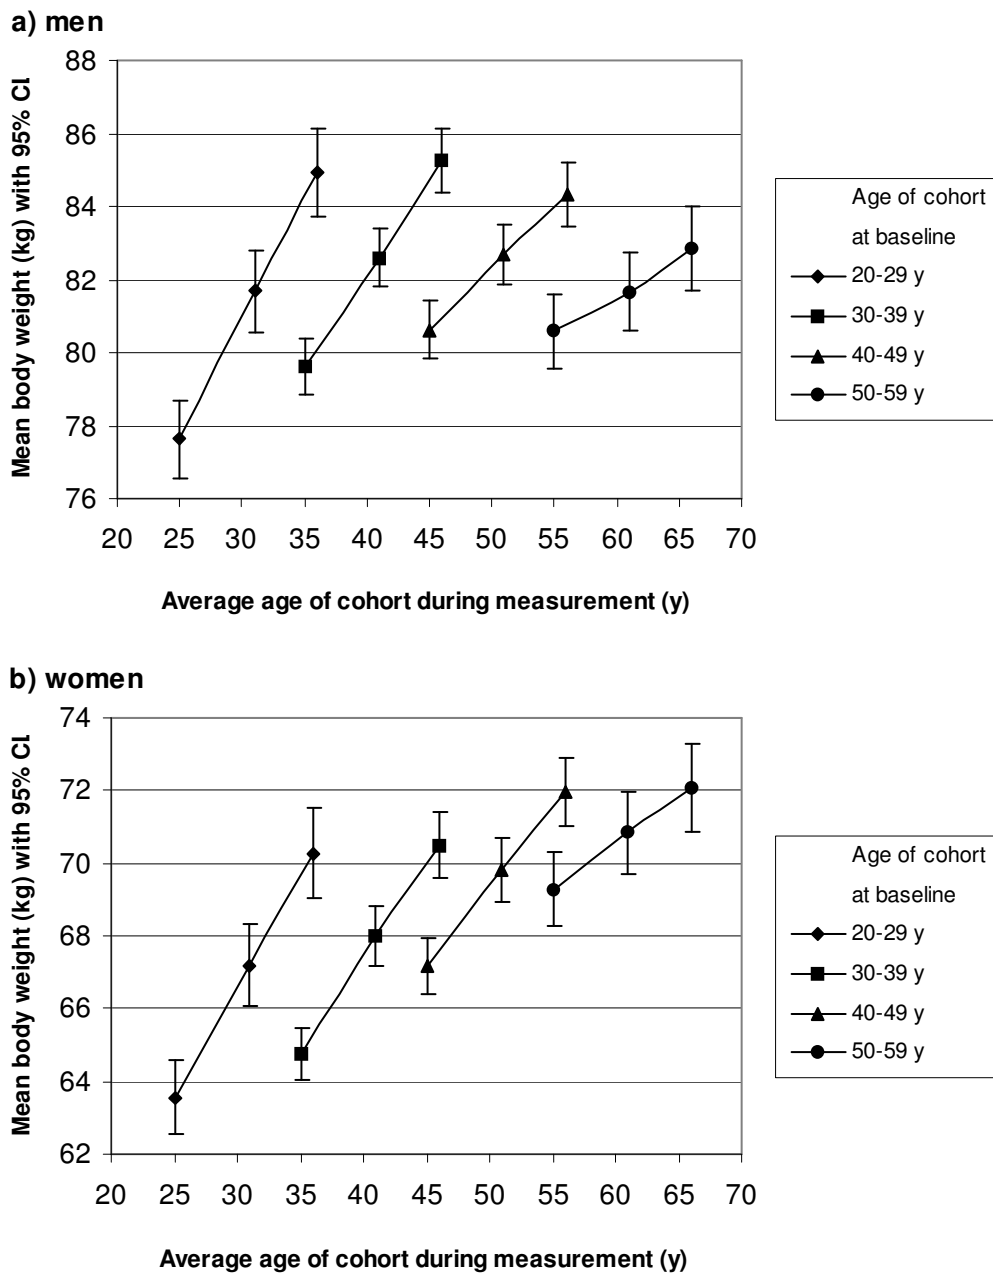 a) men
88
86
84
82
80
78
76
20 25 30 35 40 45 50 55 60 65 70
Mean body weight (kg) with 95% CI
Average age of cohort during measurement (y)
Age of cohort
at baseline
20-29 y
30-39 y
40-49 y
50-59 y
b) women
74
72
70
68
66
64
62
20 25 30 35 40 45 50 55 60 65 70
Mean body weight (kg) with 95% CI
Average age of cohort during measurement (y)
Age of cohort
at baseline
20-29 y
30-39 y
40-49 y
50-59 y